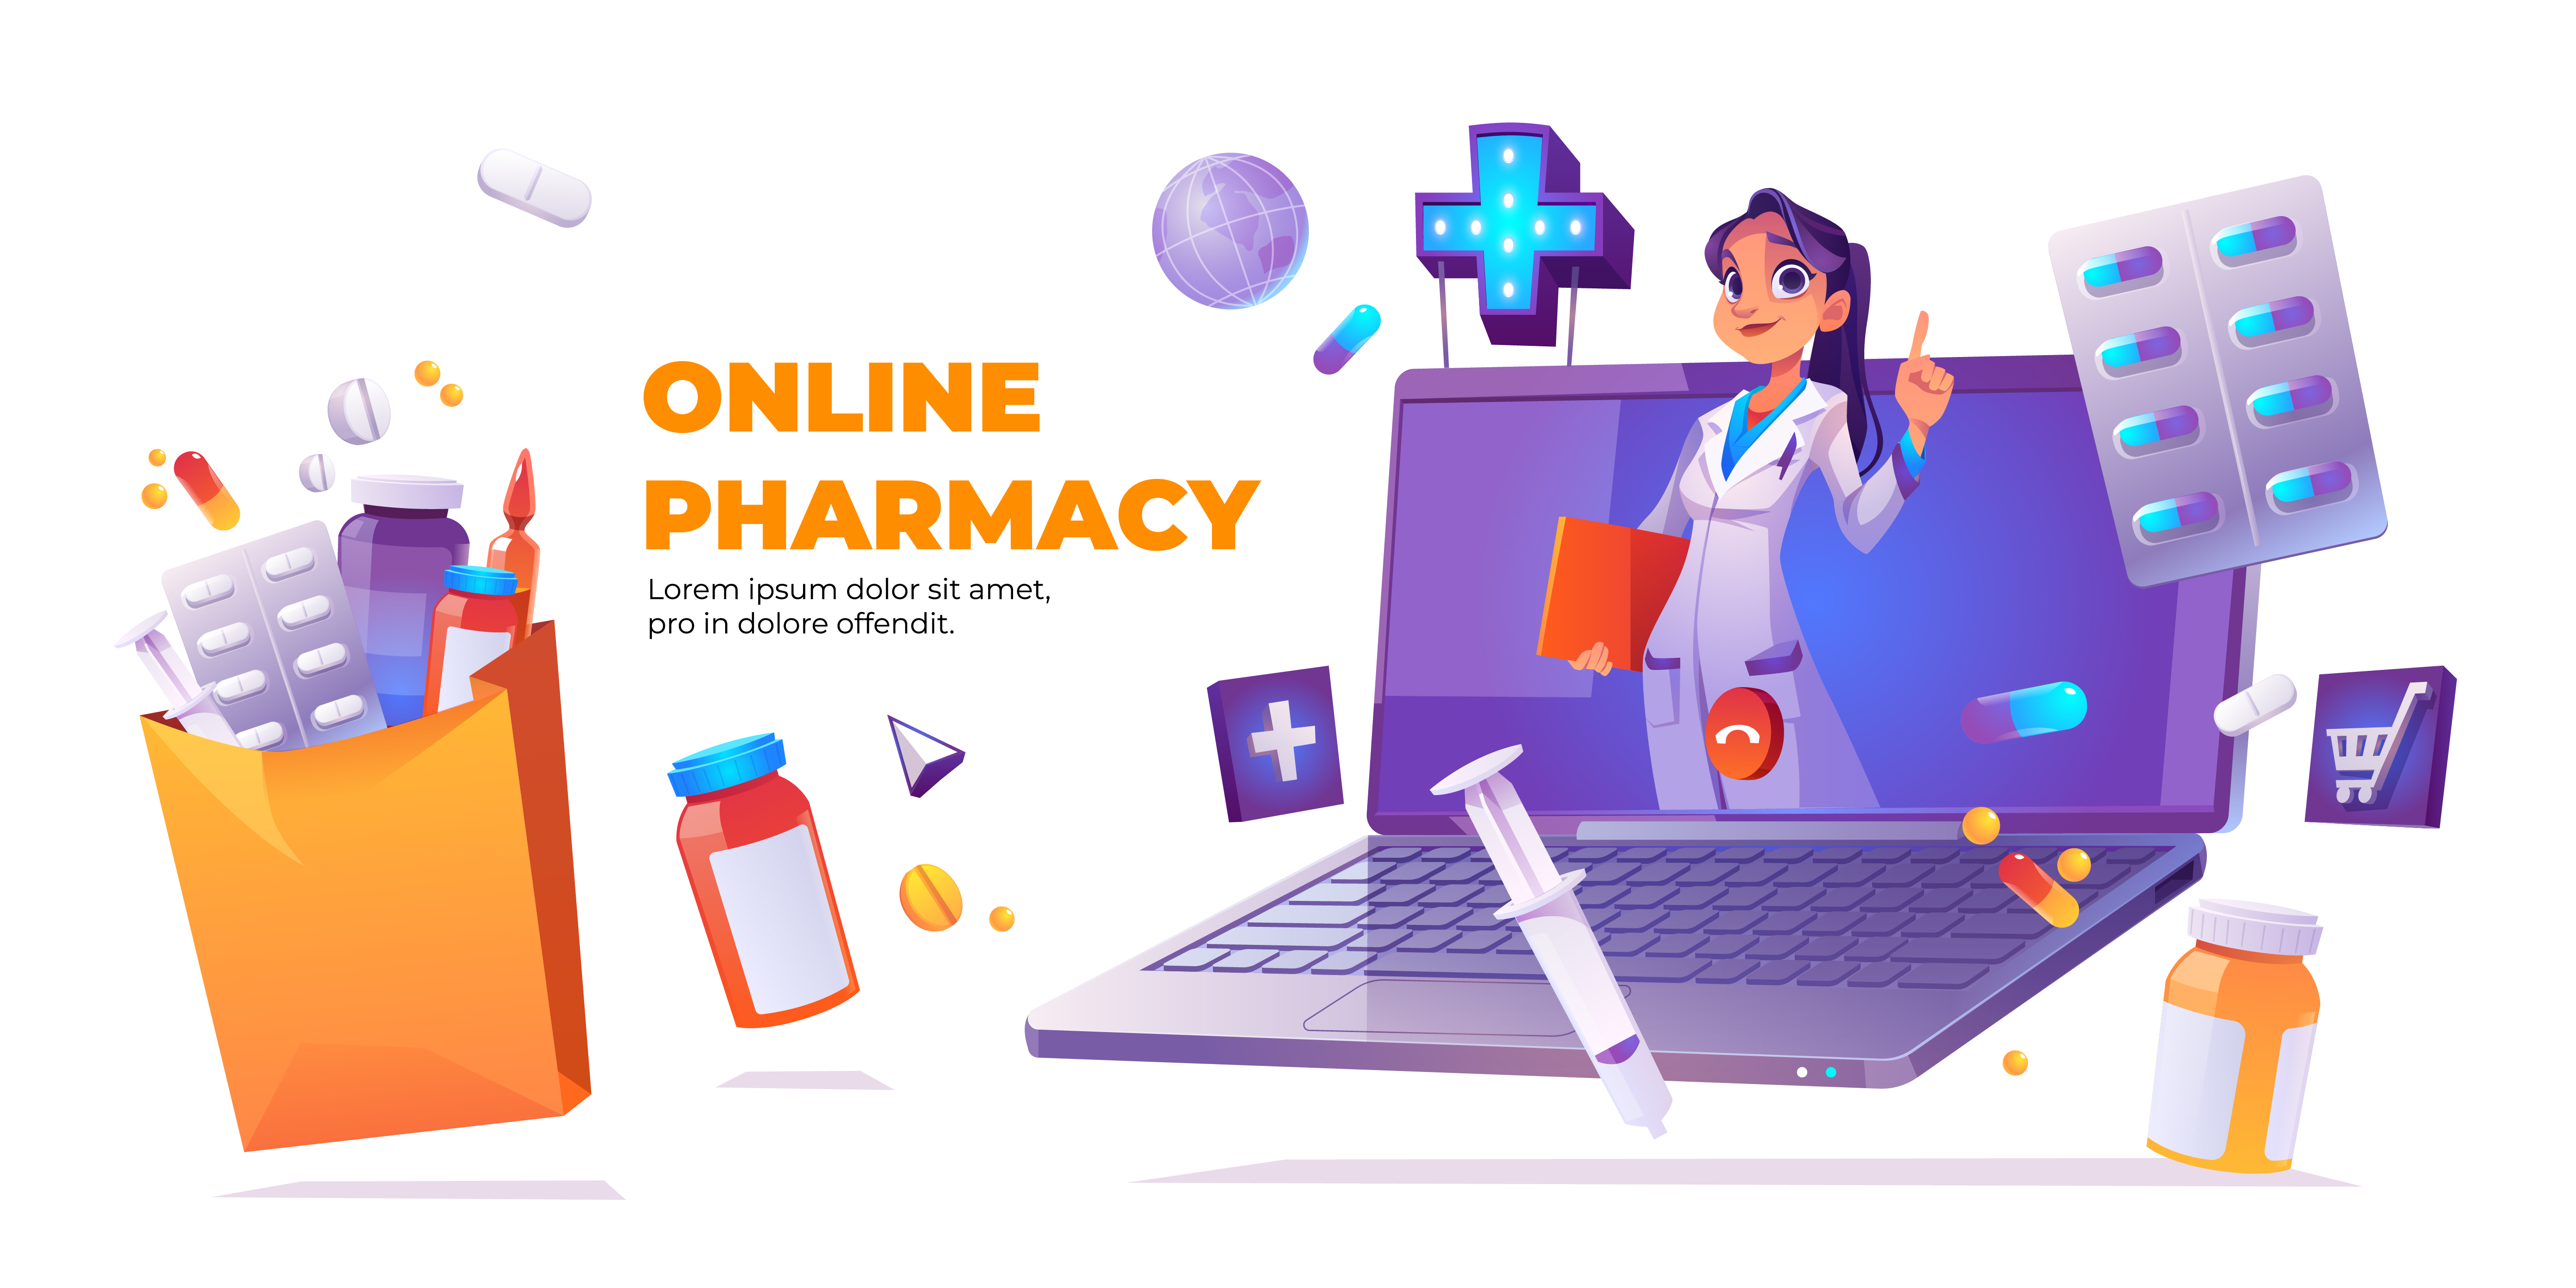 ONLINE
PHARMACY
Lorem ipsum dolor sit amet,
pro in dolore offendit.